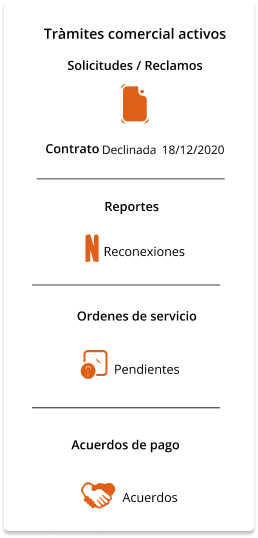 Tràmites comercial activos
Solicitudes / Reclamos
Contrato Declinada 18/12/2020
Reportes
N Reconexiones
Ordenes de servicio
Pendientes
Acuerdos de pago
Acuerdos